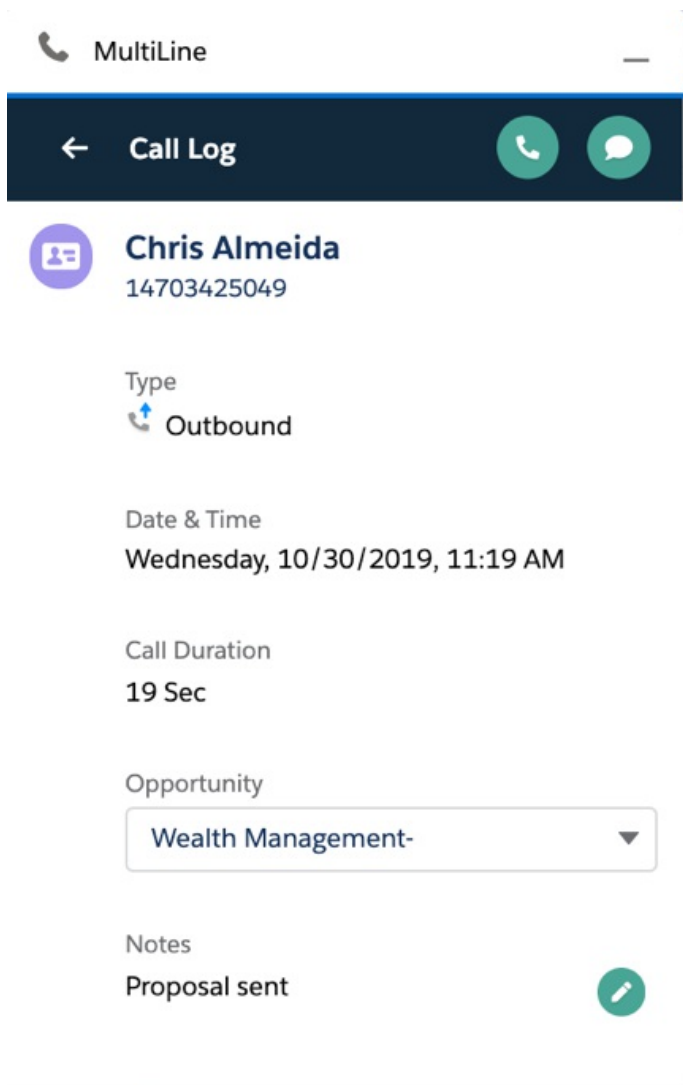 MultiLine
Call Log
Chris Almeida
14703425049
Type
Outbound
Date & Time
Wednesday, 10/30/2019, 11:19 AM
Call Duration
19 Sec
Opportunity
Wealth Management-
Notes
Proposal sent